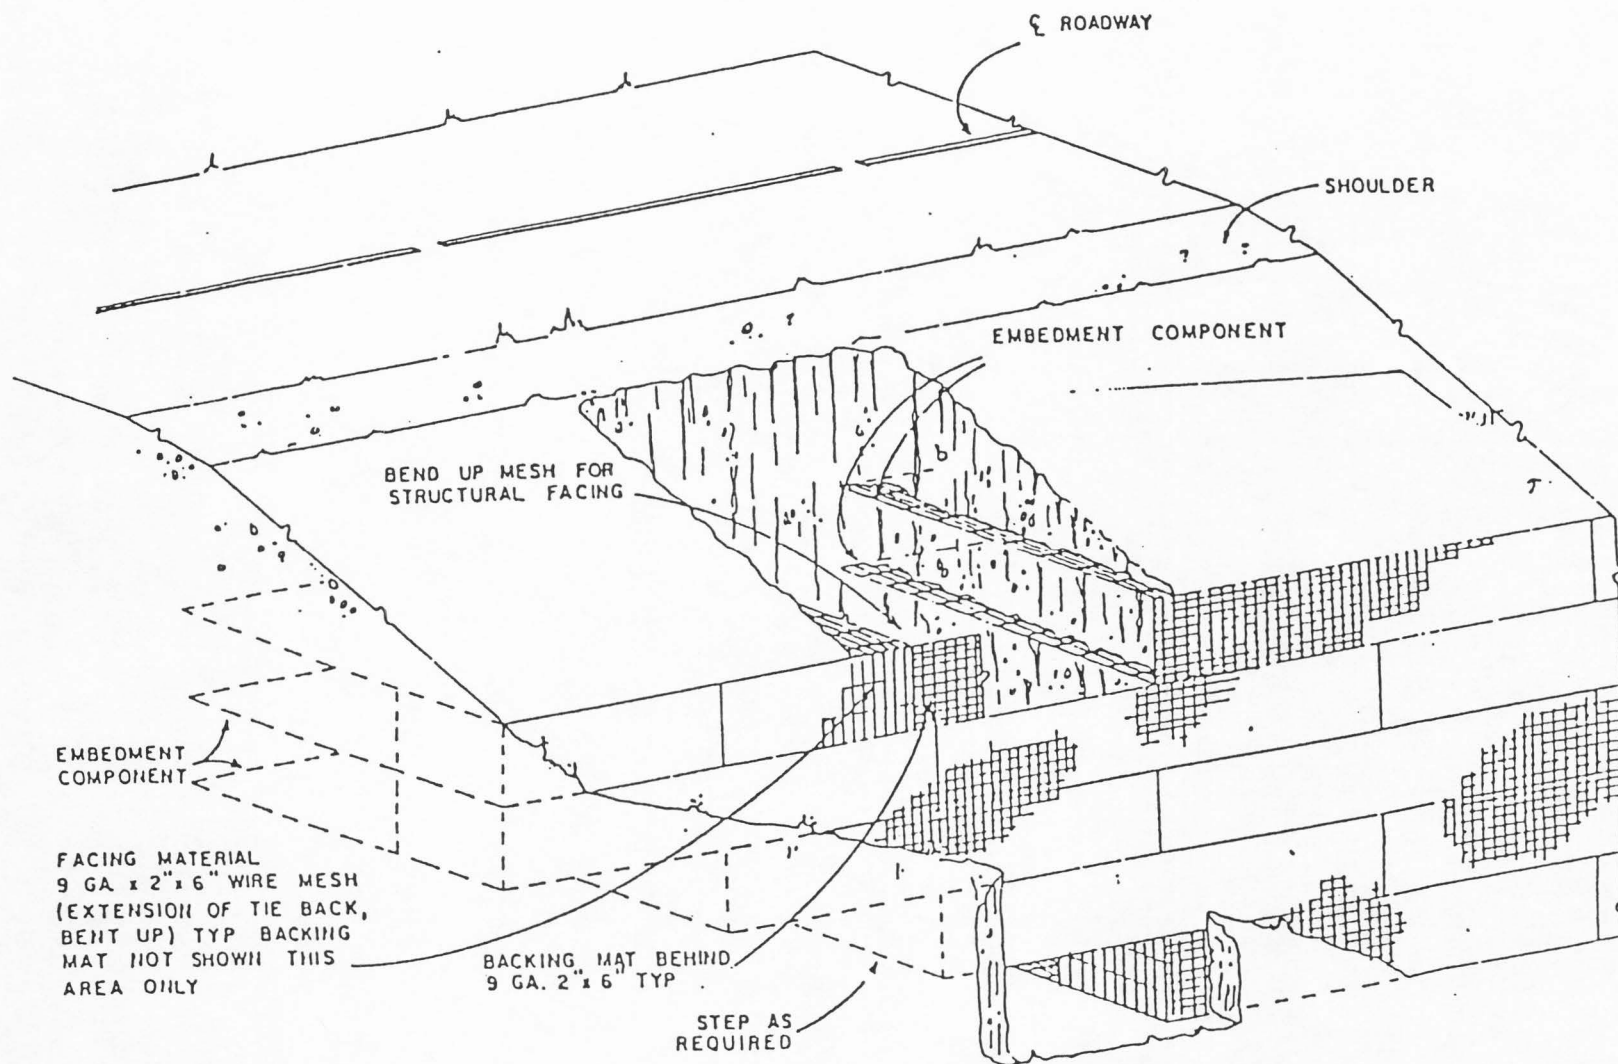 ℄ ROADWAY
SHOULDER
EMBEDMENT COMPONENT
BEND UP MESH FOR
STRUCTURAL FACING
EMBEDMENT
COMPONENT
FACING MATERIAL
9 GA. x 2" x 6" WIRE MESH
(EXTENSION OF TIE BACK,
BENT UP) TYP BACKING
MAT NOT SHOWN THIS
AREA ONLY
BACKING MAT BEHIND
9 GA. 2" x 6" TYP
STEP AS
REQUIRED